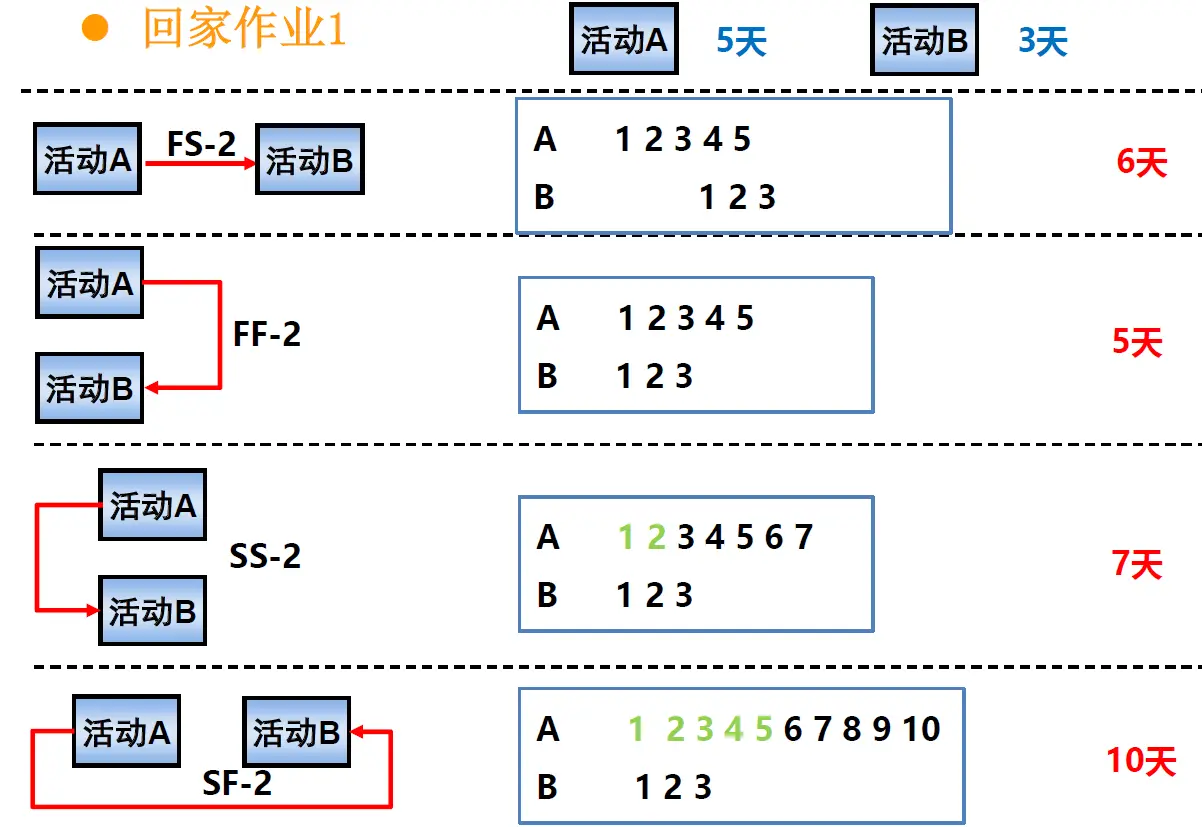 回家作业1
活动A 5天 活动B 3天
活动A FS-2 活动B
A 1 2 3 4 5
B 1 2 3
6天
活动A
FF-2
活动B
A 1 2 3 4 5
B 1 2 3
5天
活动A
SS-2
活动B
A 1 2 3 4 5 6 7
B 1 2 3
7天
活动A 活动B
SF-2
A 1 2 3 4 5 6 7 8 9 10
B 1 2 3
10天